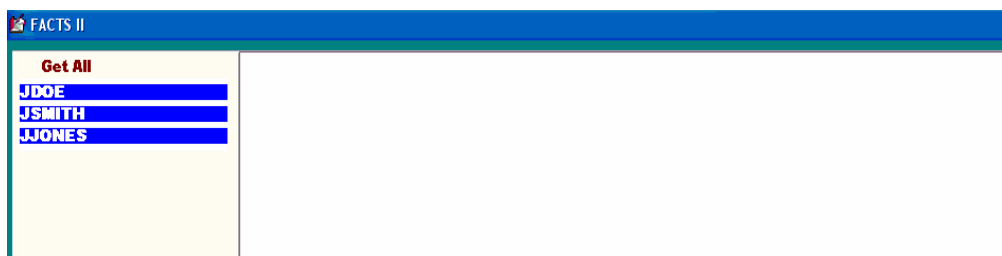 FACTS II
Get All
JDOE
JSMITH
JJONES